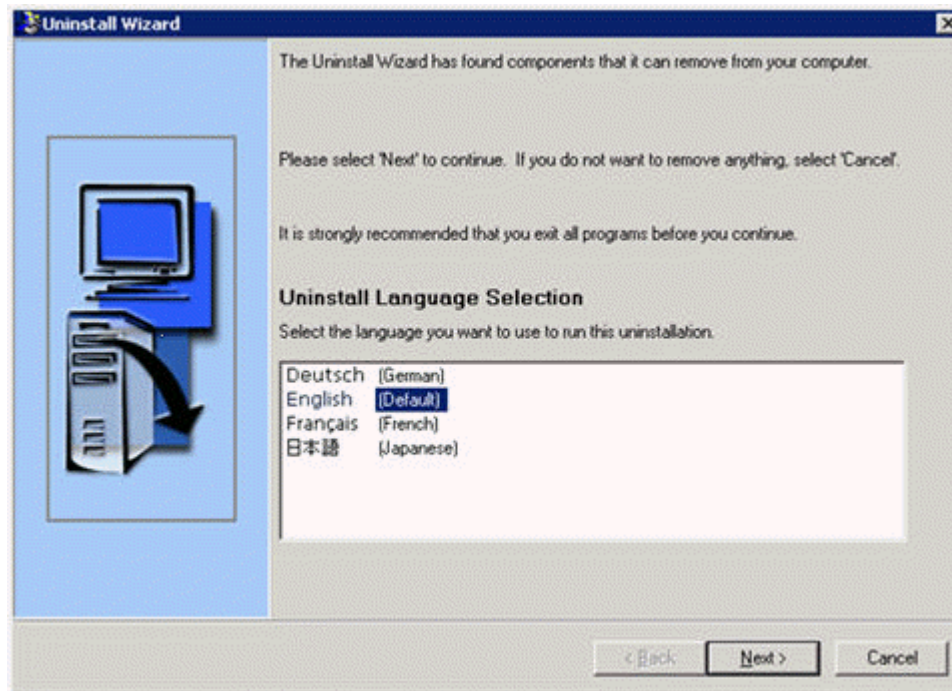 Uninstall Wizard
The Uninstall Wizard has found components that it can remove from your computer.
Please select 'Next' to continue. If you do not want to remove anything, select 'Cancel'.
It is strongly recommended that you exit all programs before you continue.
Uninstall Language Selection
Select the language you want to use to run this uninstallation.
Deutsch (German)
English (Default)
Français (French)
日本語 (Japanese)
< Back Next > Cancel